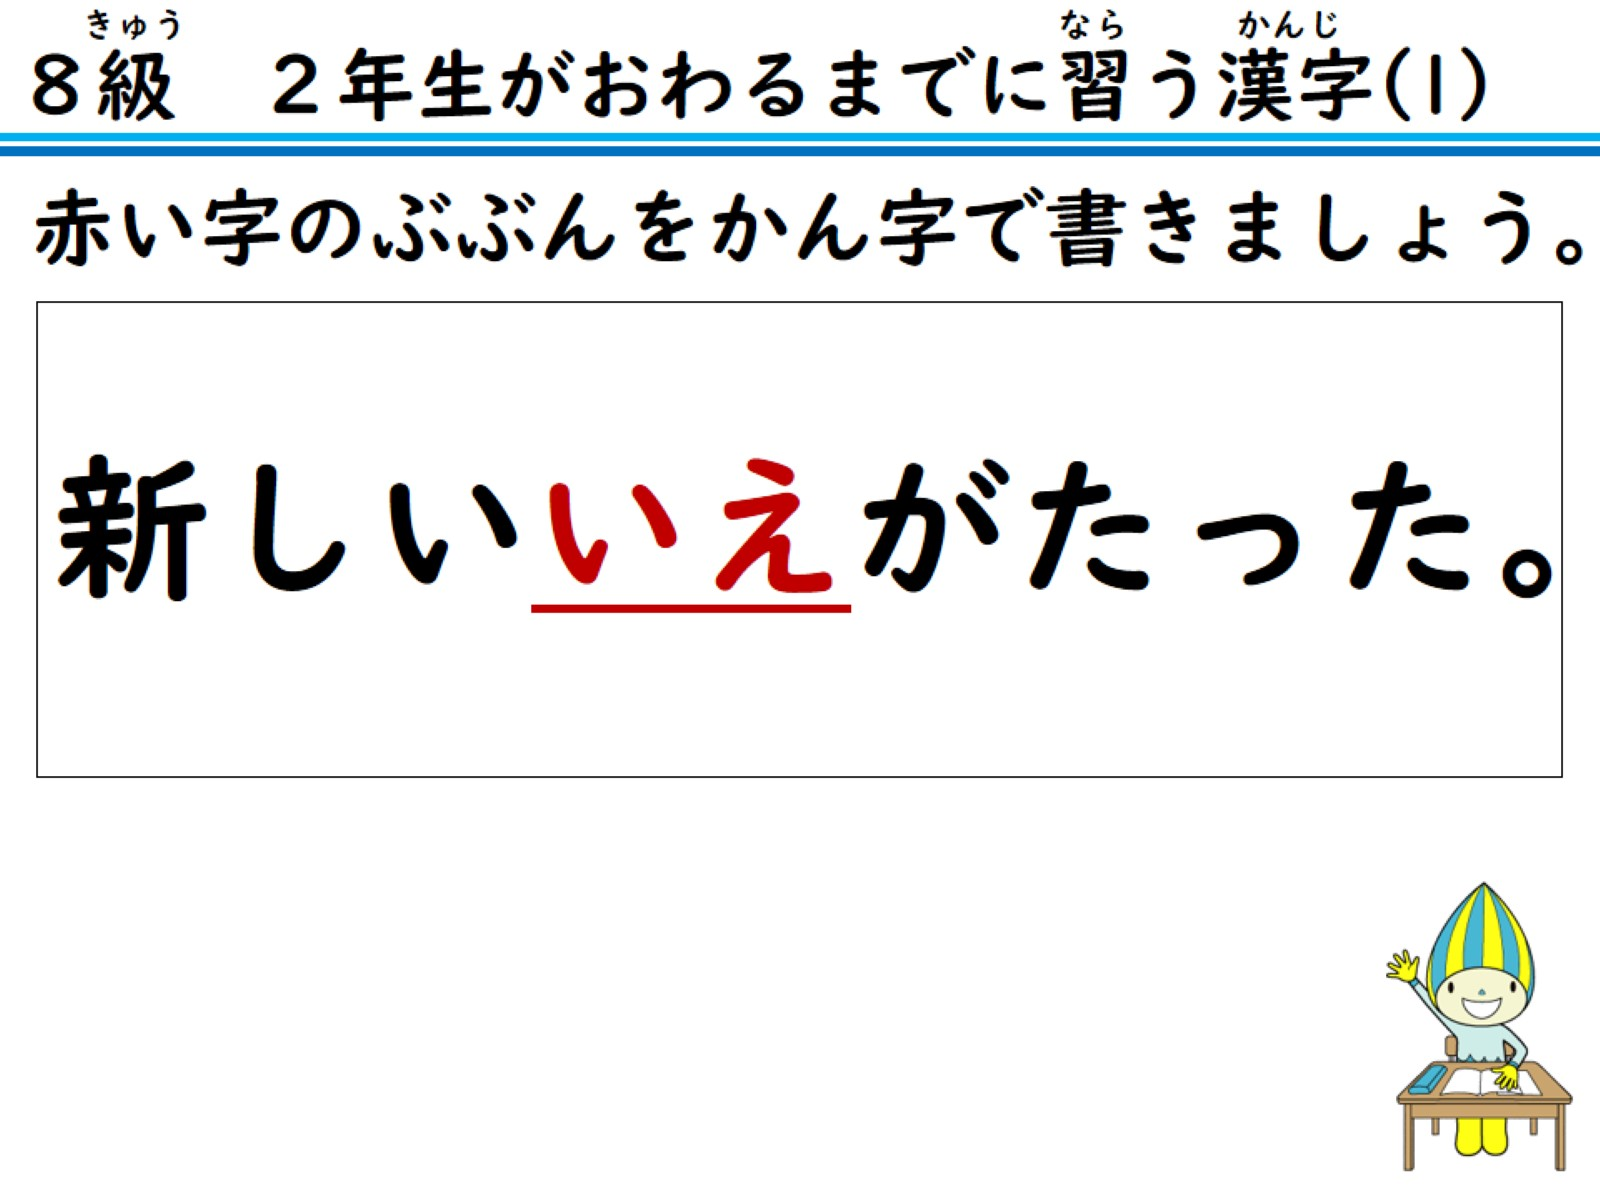 きゅう なら かんじ
８級　２年生がおわるまでに習う漢字(1)
赤い字のぶぶんをかん字で書きましょう。
新しいいえがたった。